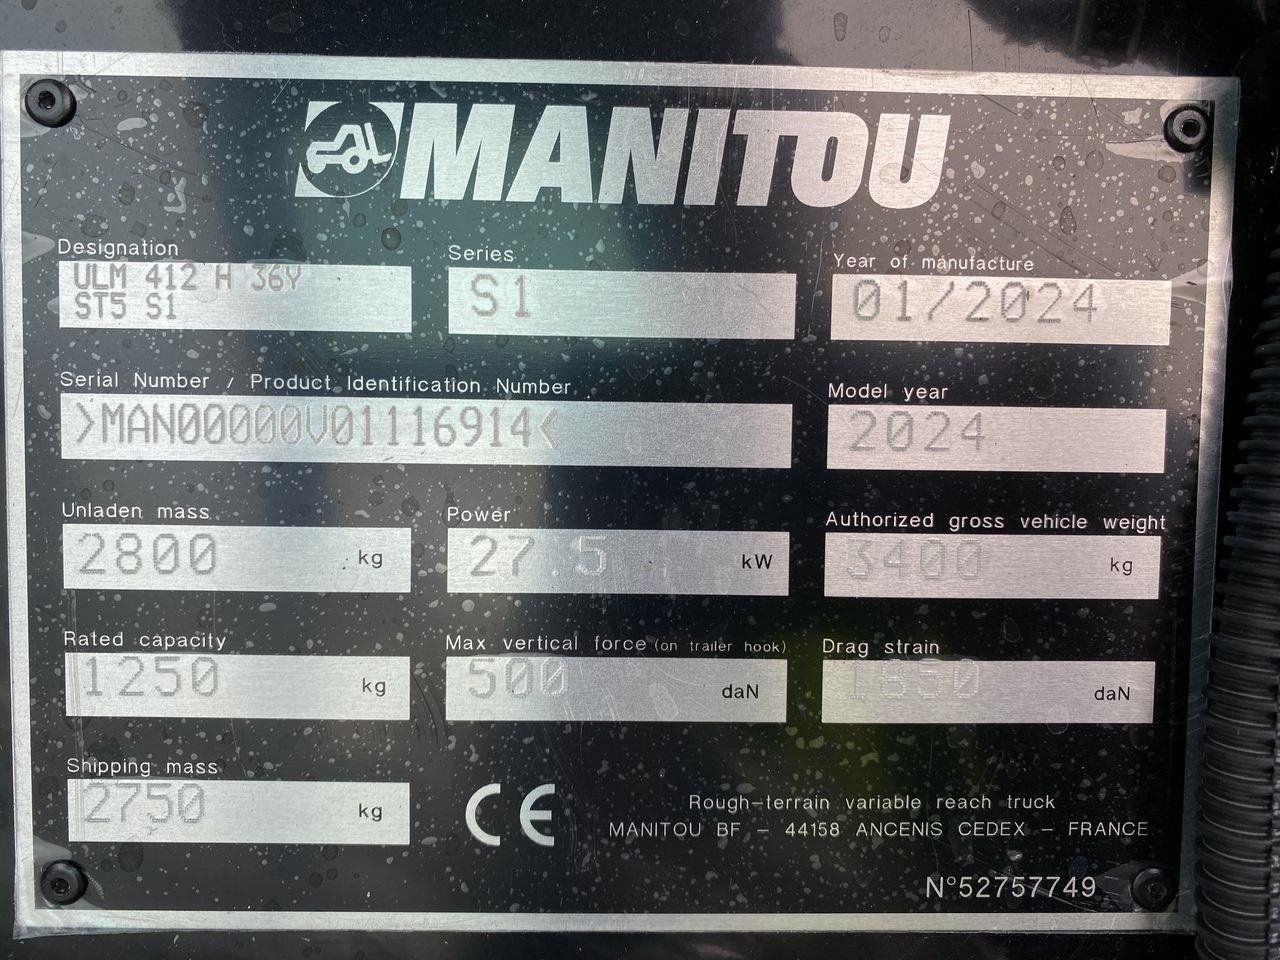 MANITOU
Designation
ULM 412 H 36Y
ST5 S1
Series
S1
Year of manufacture
01/2024
Serial Number / Product Identification Number
>MAN00000V01116914<
Model year
2024
Unladen mass
2800 kg
Power
27.5 kW
Authorized gross vehicle weight
3400 kg
Rated capacity
1250 kg
Max vertical force (on trailer hook)
500 daN
Drag strain
1850 daN
Shipping mass
2750 kg
CE
Rough-terrain variable reach truck
MANITOU BF - 44158 ANCENIS CEDEX - FRANCE
N°52757749